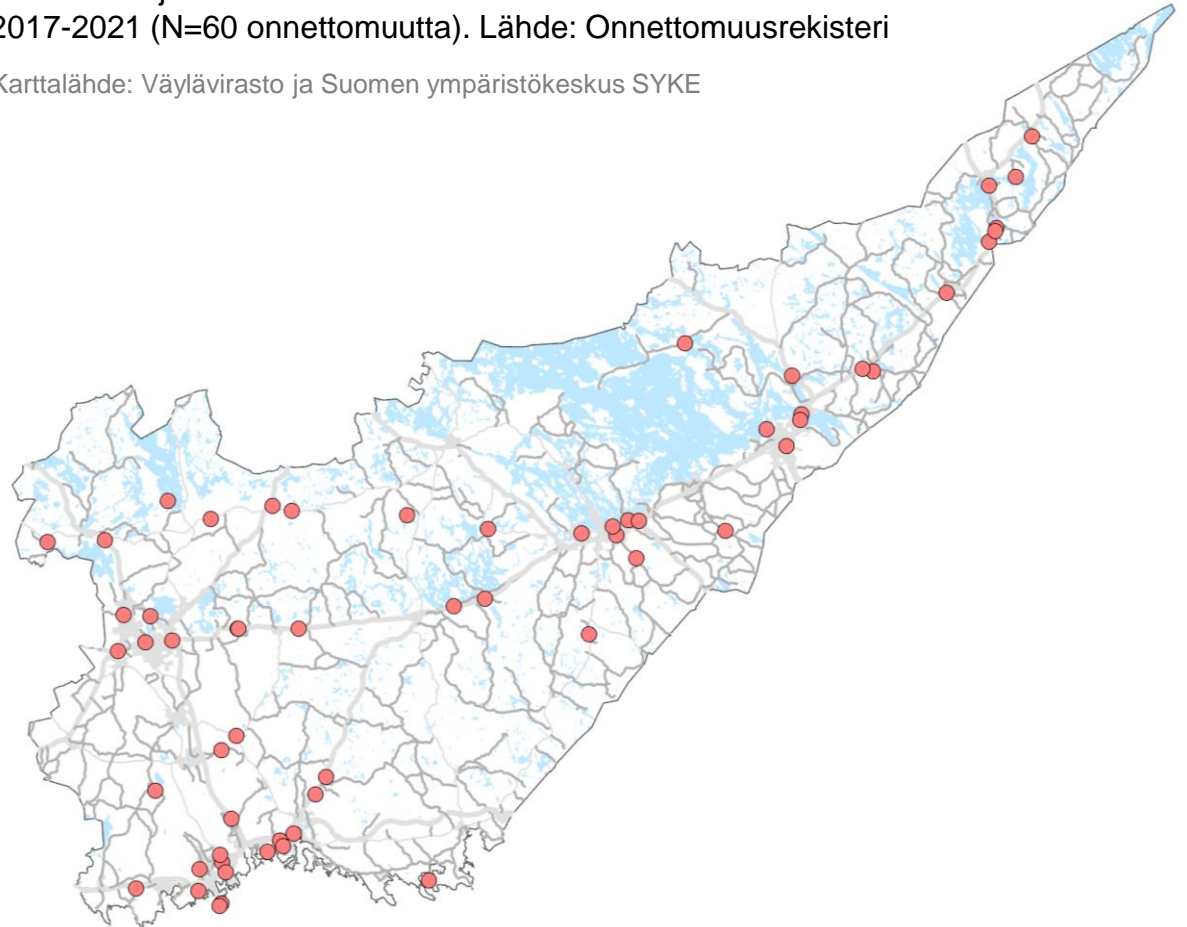 2017-2021 (N=60 onnettomuutta). Lähde: Onnettomuusrekisteri
Karttalähde: Väylävirasto ja Suomen ympäristökeskus SYKE